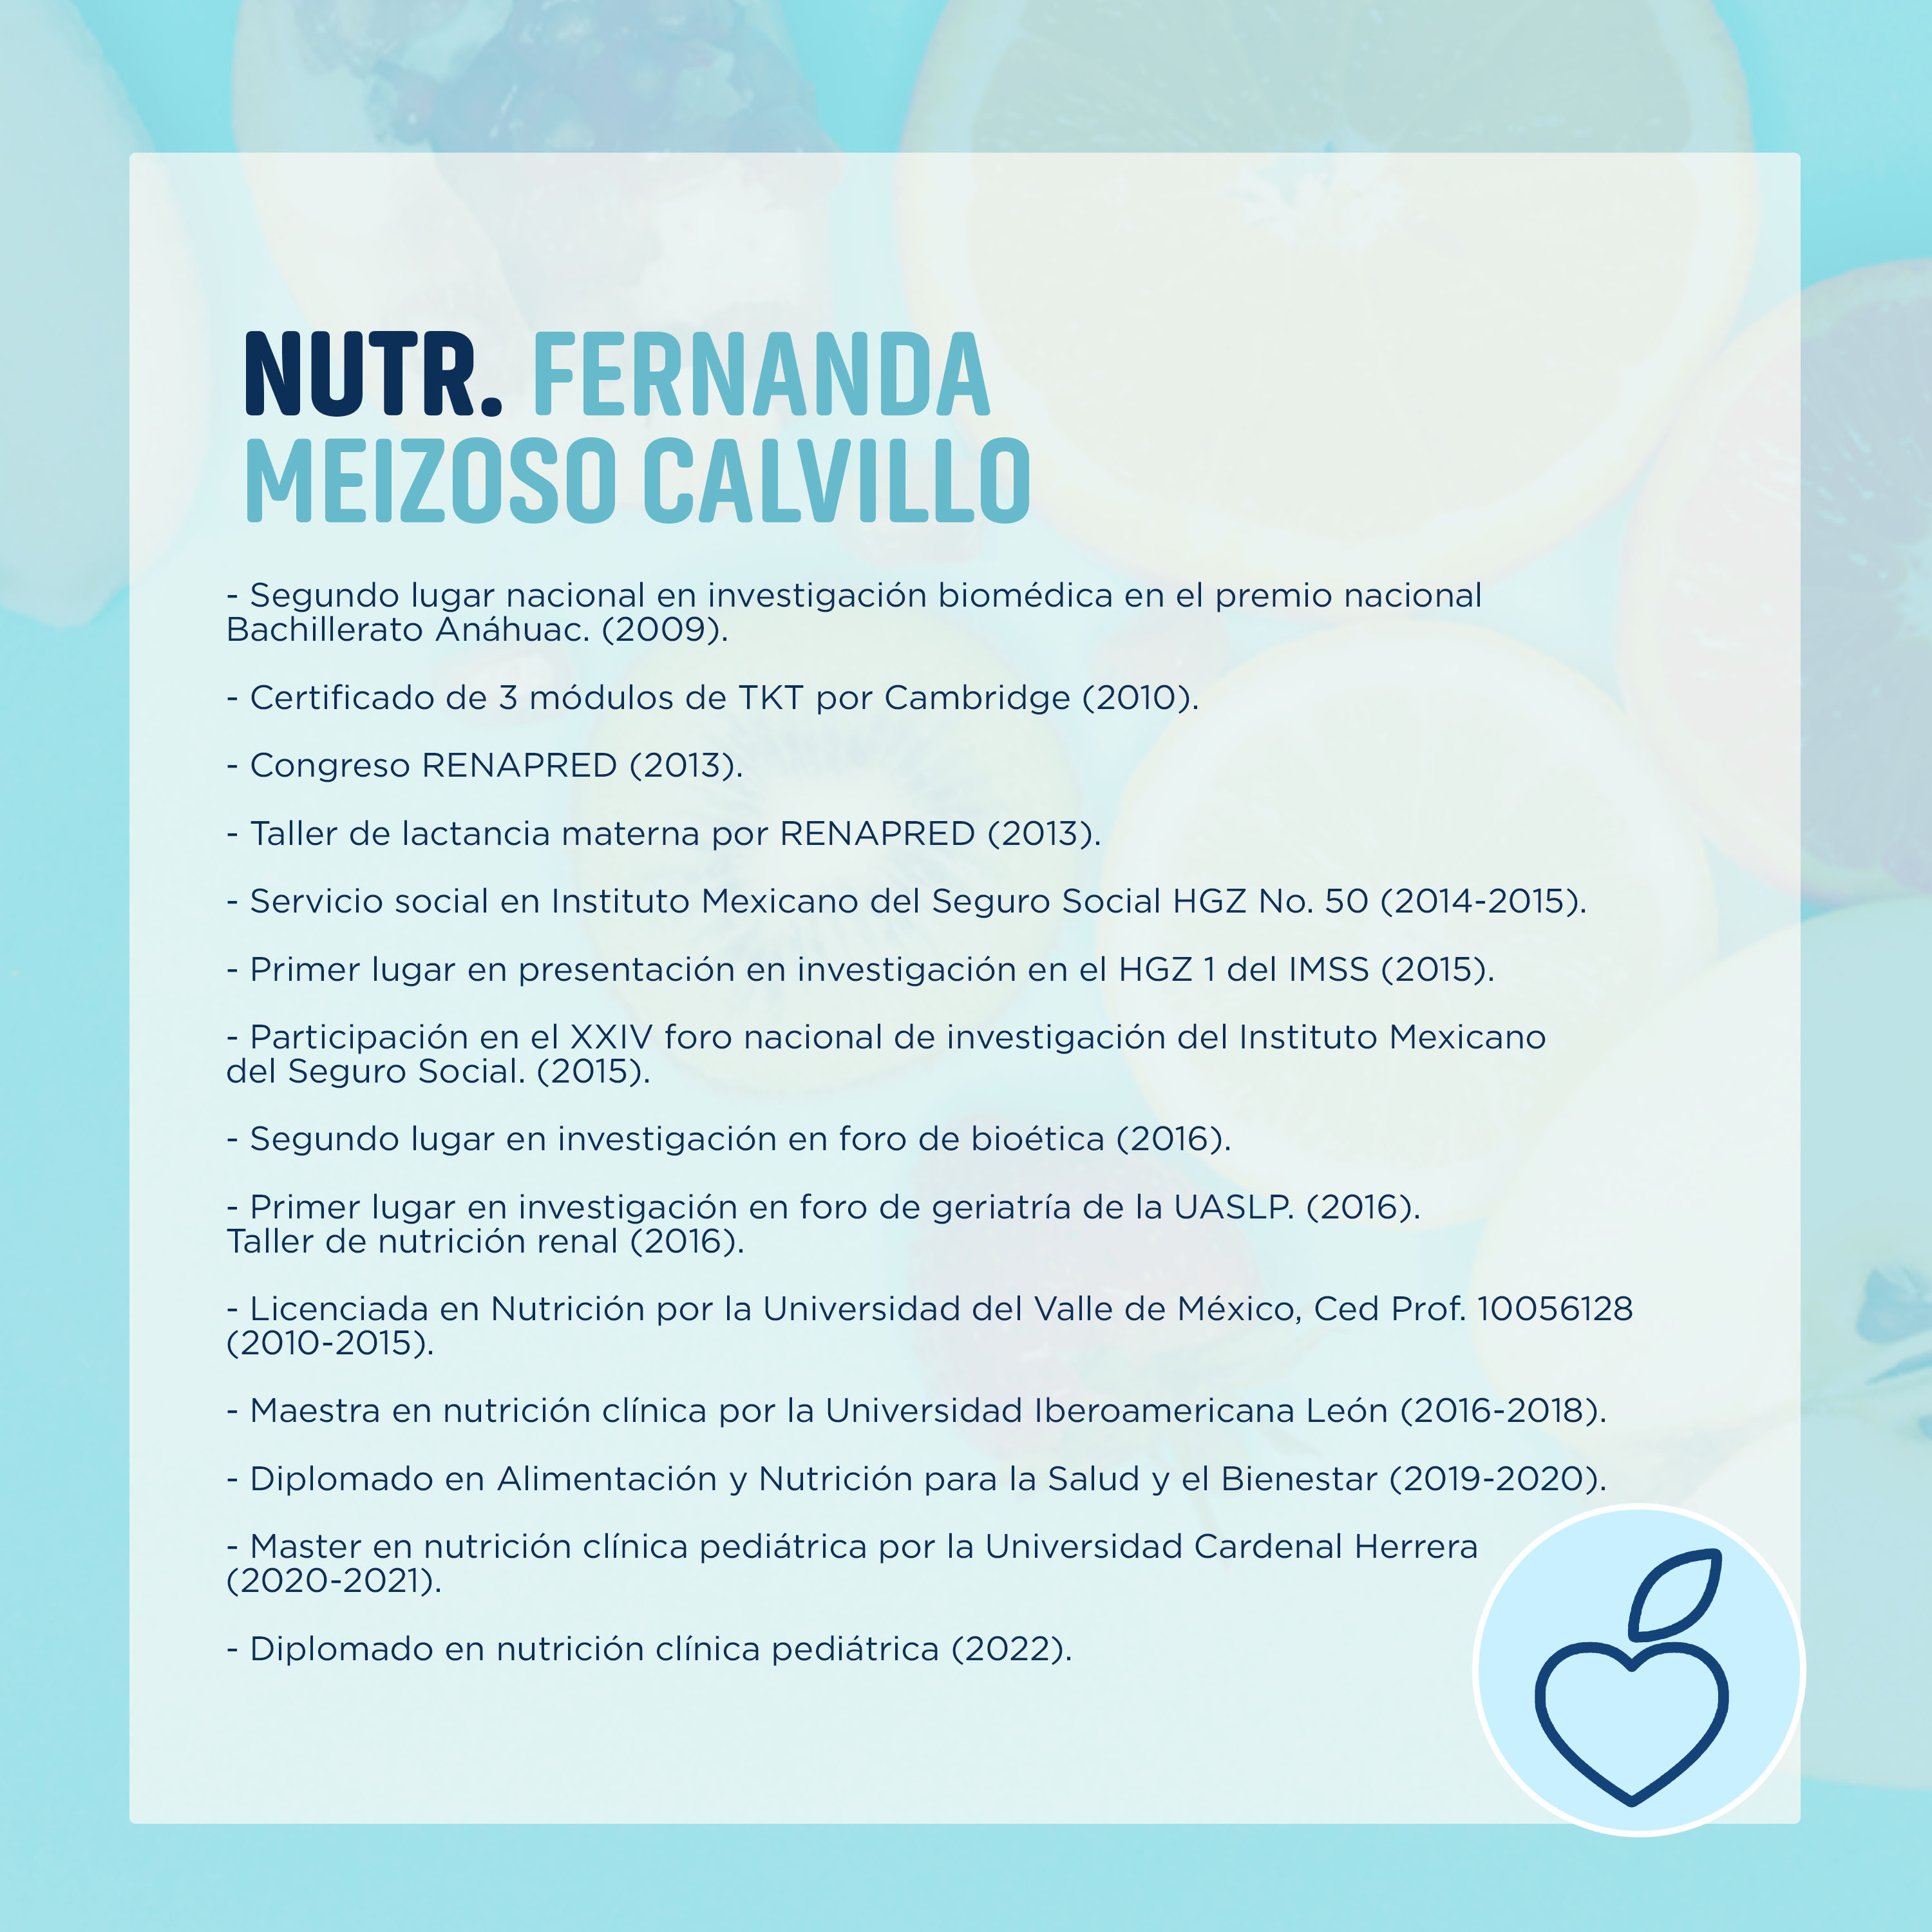 NUTR. FERNANDA
MEIZOSO CALVILLO
- Segundo lugar nacional en investigación biomédica en el premio nacional
Bachillerato Anáhuac. (2009).
- Certificado de 3 módulos de TKT por Cambridge (2010).
- Congreso RENAPRED (2013).
- Taller de lactancia materna por RENAPRED (2013).
- Servicio social en Instituto Mexicano del Seguro Social HGZ No. 50 (2014-2015).
- Primer lugar en presentación en investigación en el HGZ 1 del IMSS (2015).
- Participación en el XXIV foro nacional de investigación del Instituto Mexicano
del Seguro Social. (2015).
- Segundo lugar en investigación en foro de bioética (2016).
- Primer lugar en investigación en foro de geriatría de la UASLP. (2016).
Taller de nutrición renal (2016).
- Licenciada en Nutrición por la Universidad del Valle de México, Ced Prof. 10056128
(2010-2015).
- Maestra en nutrición clínica por la Universidad Iberoamericana León (2016-2018).
- Diplomado en Alimentación y Nutrición para la Salud y el Bienestar (2019-2020).
- Master en nutrición clínica pediátrica por la Universidad Cardenal Herrera
(2020-2021).
- Diplomado en nutrición clínica pediátrica (2022).